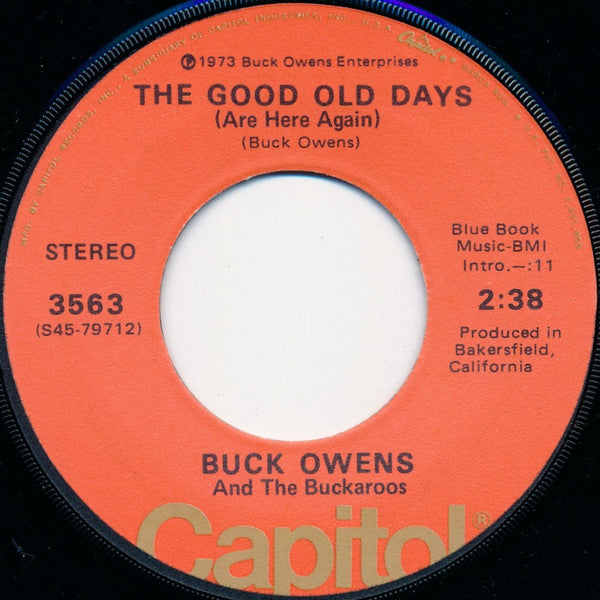 ℗1973 Buck Owens Enterprises
THE GOOD OLD DAYS
(Are Here Again)
(Buck Owens)
STEREO
3563
(S45-79712)
Blue Book
Music-BMI
Intro.—:11
2:38
Produced in
Bakersfield,
California
BUCK OWENS
And The Buckaroos
Capitol®